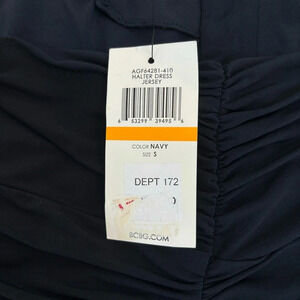 AGF64281-410
HALTER DRESS
JERSEY
6 53299 39495 6
COLOR NAVY
SIZE S
DEPT 172
BCBG.COM